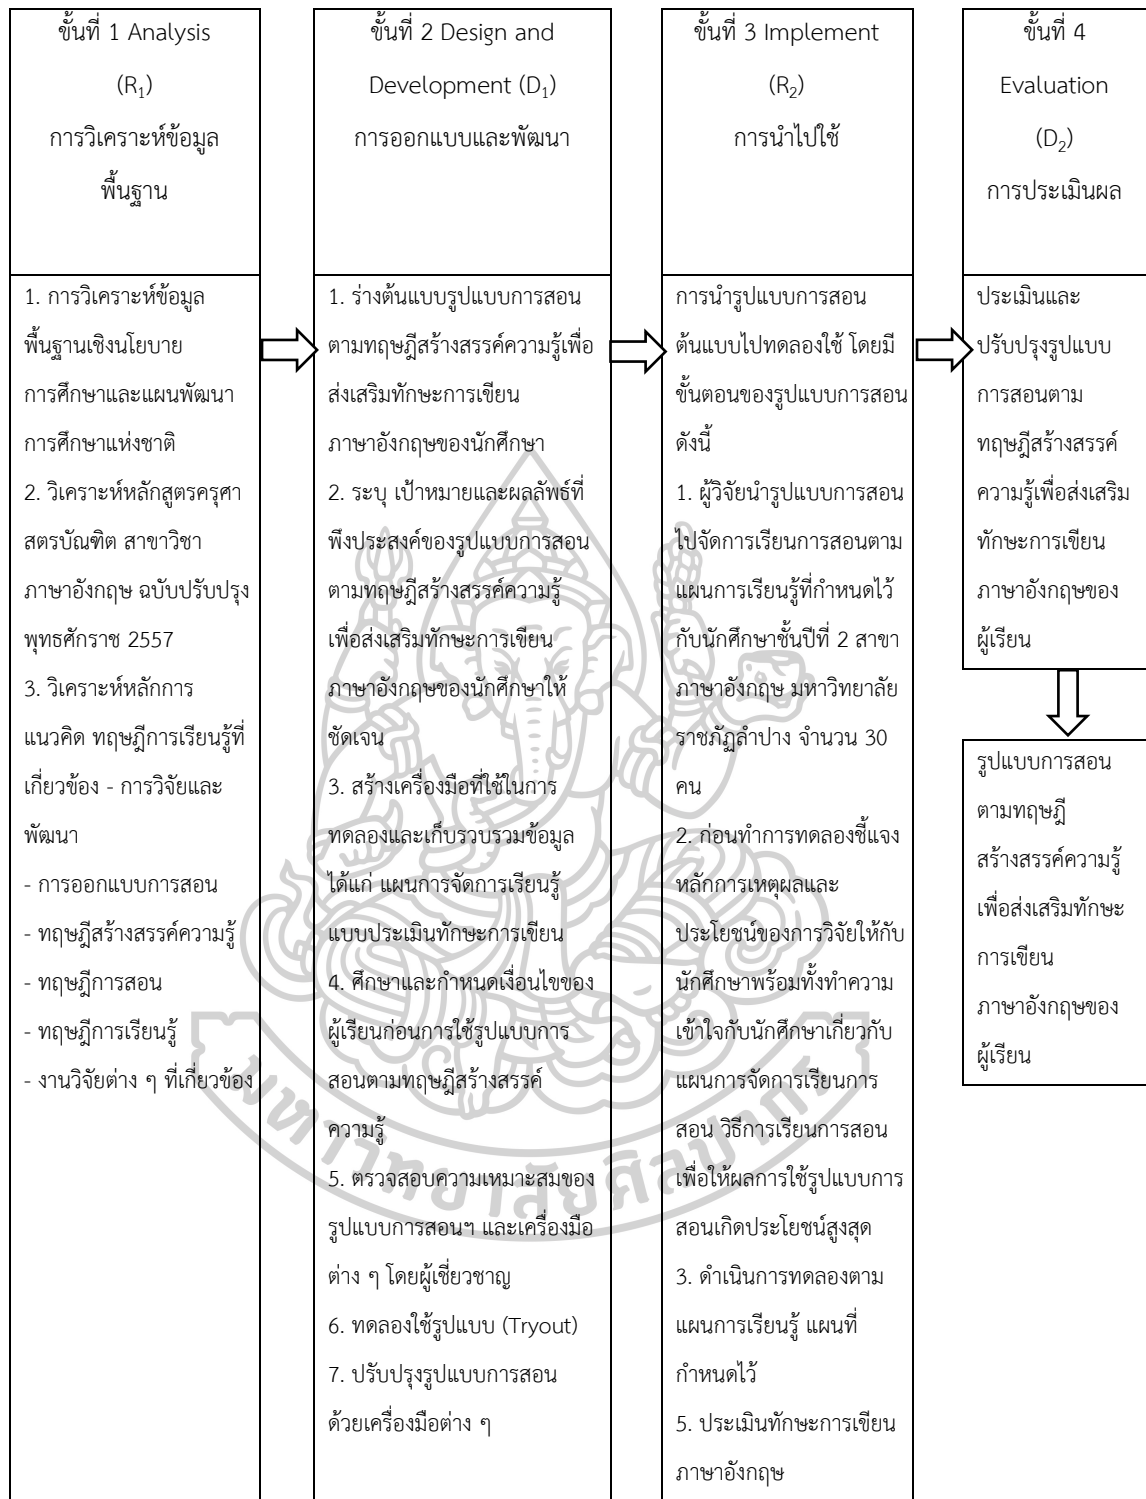 ขั้นที่ 1 Analysis
(R1)
การวิเคราะห์ข้อมูล
พื้นฐาน
1. การวิเคราะห์ข้อมูล
พื้นฐานเชิงนโยบาย
การศึกษาและแผนพัฒนา
การศึกษาแห่งชาติ
2. วิเคราะห์หลักสูตรครุศา
สตรบัณฑิต สาขาวิชา
ภาษาอังกฤษ ฉบับปรับปรุง
พุทธศักราช 2557
3. วิเคราะห์หลักการ
แนวคิด ทฤษฎีการเรียนรู้ที่
เกี่ยวข้อง - การวิจัยและ
พัฒนา
- การออกแบบการสอน
- ทฤษฎีสร้างสรรค์ความรู้
- ทฤษฎีการสอน
- ทฤษฎีการเรียนรู้
- งานวิจัยต่าง ๆ ที่เกี่ยวข้อง
ขั้นที่ 2 Design and
Development (D1)
การออกแบบและพัฒนา
1. ร่างต้นแบบรูปแบบการสอน
ตามทฤษฎีสร้างสรรค์ความรู้เพื่อ
ส่งเสริมทักษะการเขียน
ภาษาอังกฤษของนักศึกษา
2. ระบุ เป้าหมายและผลลัพธ์ที่
พึงประสงค์ของรูปแบบการสอน
ตามทฤษฎีสร้างสรรค์ความรู้
เพื่อส่งเสริมทักษะการเขียน
ภาษาอังกฤษของนักศึกษาให้
ชัดเจน
3. สร้างเครื่องมือที่ใช้ในการ
ทดลองและเก็บรวบรวมข้อมูล
ได้แก่ แผนการจัดการเรียนรู้
แบบประเมินทักษะการเขียน
4. ศึกษาและกำหนดเงื่อนไขของ
ผู้เรียนก่อนการใช้รูปแบบการ
สอนตามทฤษฎีสร้างสรรค์
ความรู้
5. ตรวจสอบความเหมาะสมของ
รูปแบบการสอนฯ และเครื่องมือ
ต่าง ๆ โดยผู้เชี่ยวชาญ
6. ทดลองใช้รูปแบบ (Tryout)
7. ปรับปรุงรูปแบบการสอน
ด้วยเครื่องมือต่าง ๆ
ขั้นที่ 3 Implement
(R2)
การนำไปใช้
การนำรูปแบบการสอน
ต้นแบบไปทดลองใช้ โดยมี
ขั้นตอนของรูปแบบการสอน
ดังนี้
1. ผู้วิจัยนำรูปแบบการสอน
ไปจัดการเรียนการสอนตาม
แผนการเรียนรู้ที่กำหนดไว้
กับนักศึกษาชั้นปีที่ 2 สาขา
ภาษาอังกฤษ มหาวิทยาลัย
ราชภัฏลำปาง จำนวน 30
คน
2. ก่อนทำการทดลองชี้แจง
หลักการเหตุผลและ
ประโยชน์ของการวิจัยให้กับ
นักศึกษาพร้อมทั้งทำความ
เข้าใจกับนักศึกษาเกี่ยวกับ
แผนการจัดการเรียนการ
สอน วิธีการเรียนการสอน
เพื่อให้ผลการใช้รูปแบบการ
สอนเกิดประโยชน์สูงสุด
3. ดำเนินการทดลองตาม
แผนการเรียนรู้ แผนที่
กำหนดไว้
5. ประเมินทักษะการเขียน
ภาษาอังกฤษ
ขั้นที่ 4
Evaluation
(D2)
การประเมินผล
ประเมินและ
ปรับปรุงรูปแบบ
การสอนตาม
ทฤษฎีสร้างสรรค์
ความรู้เพื่อส่งเสริม
ทักษะการเขียน
ภาษาอังกฤษของ
ผู้เรียน
รูปแบบการสอน
ตามทฤษฎี
สร้างสรรค์ความรู้
เพื่อส่งเสริมทักษะ
การเขียน
ภาษาอังกฤษของ
ผู้เรียน
มหาวิทยาลัยศิลปากร